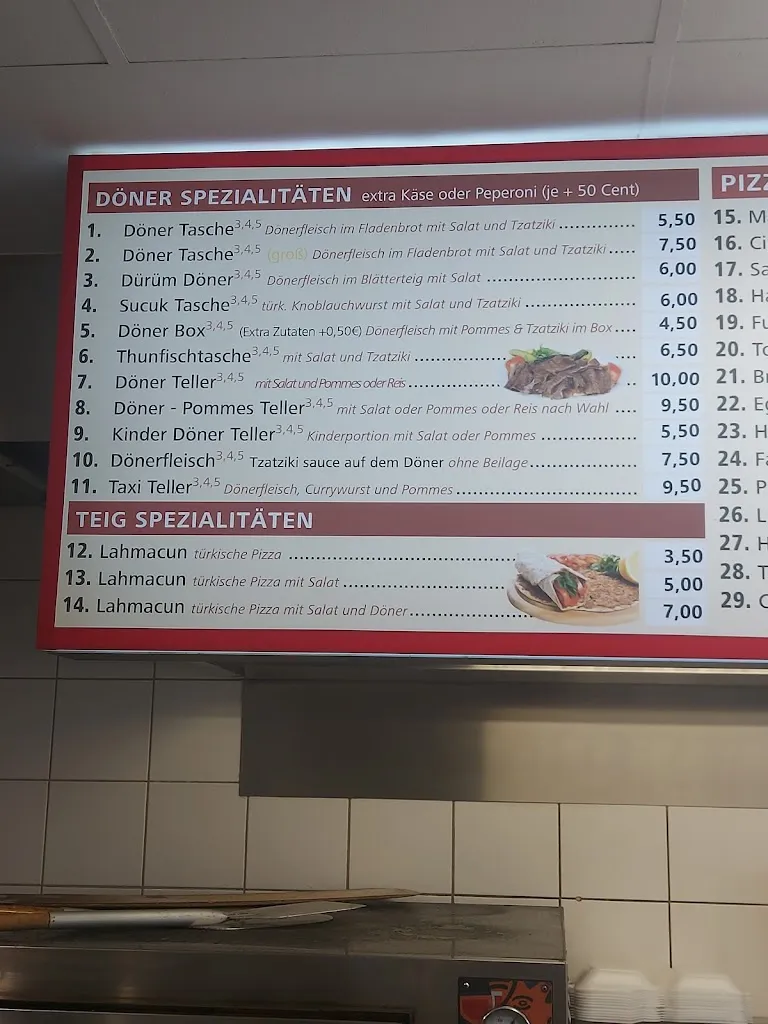 DÖNER SPEZIALITÄTEN extra Käse oder Peperoni (je + 50 Cent)
1. Döner Tasche3,4,5 Dönerfleisch im Fladenbrot mit Salat und Tzatziki .............. 5,50
2. Döner Tasche3,4,5 (groß) Dönerfleisch im Fladenbrot mit Salat und Tzatziki ..... 7,50
3. Dürüm Döner3,4,5 Dönerfleisch im Blätterteig mit Salat ........................... 6,00
4. Sucuk Tasche3,4,5 türk. Knoblauchwurst mit Salat und Tzatziki .................... 6,00
5. Döner Box3,4,5 (Extra Zutaten +0,50€) Dönerfleisch mit Pommes & Tzatziki im Box .... 4,50
6. Thunfischtasche3,4,5 mit Salat und Tzatziki ...................... 6,50
7. Döner Teller3,4,5 mit Salat und Pommes oder Reis ...................... 10,00
8. Döner - Pommes Teller3,4,5 mit Salat oder Pommes oder Reis nach Wahl .... 9,50
9. Kinder Döner Teller3,4,5 Kinderportion mit Salat oder Pommes ................. 5,50
10. Dönerfleisch3,4,5 Tzatziki sauce auf dem Döner ohne Beilage ................... 7,50
11. Taxi Teller3,4,5 Dönerfleisch, Currywurst und Pommes ................................ 9,50
TEIG SPEZIALITÄTEN
12. Lahmacun türkische Pizza ........................................ 3,50
13. Lahmacun türkische Pizza mit Salat .............................. 5,00
14. Lahmacun türkische Pizza mit Salat und Döner .................. 7,00
15. M
16. Ci
17. Sa
18. Ha
19. Fu
20. To
21. Br
22. Eg
23. H
24. Fa
25. P
26. L
27. H
28. T
29.